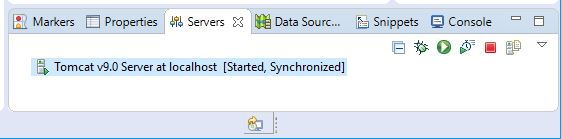 Markers Properties Servers Data Sourc... Snippets Console
Tomcat v9.0 Server at localhost [Started, Synchronized]